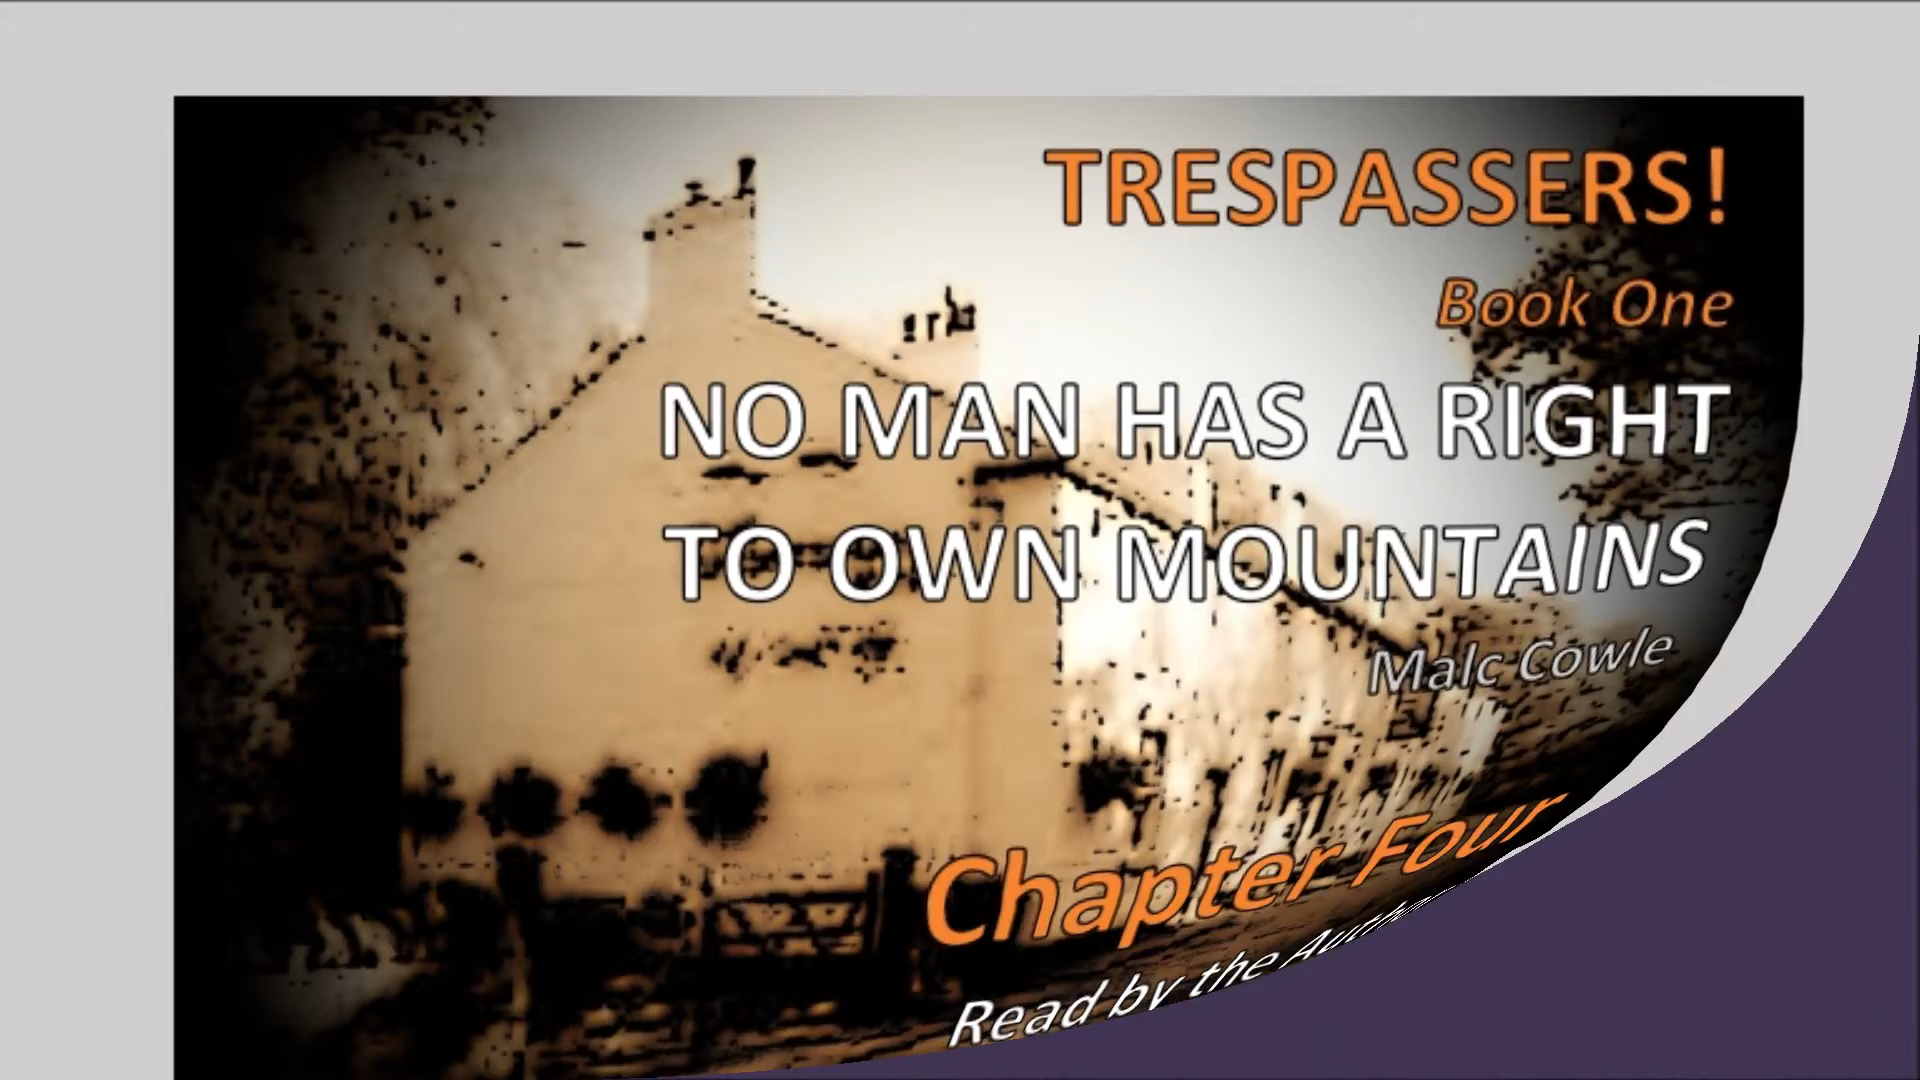 TRESPASSERS!
Book One
NO MAN HAS A RIGHT
TO OWN MOUNTAINS
Malc Cowle
Chapter Four
Read by the